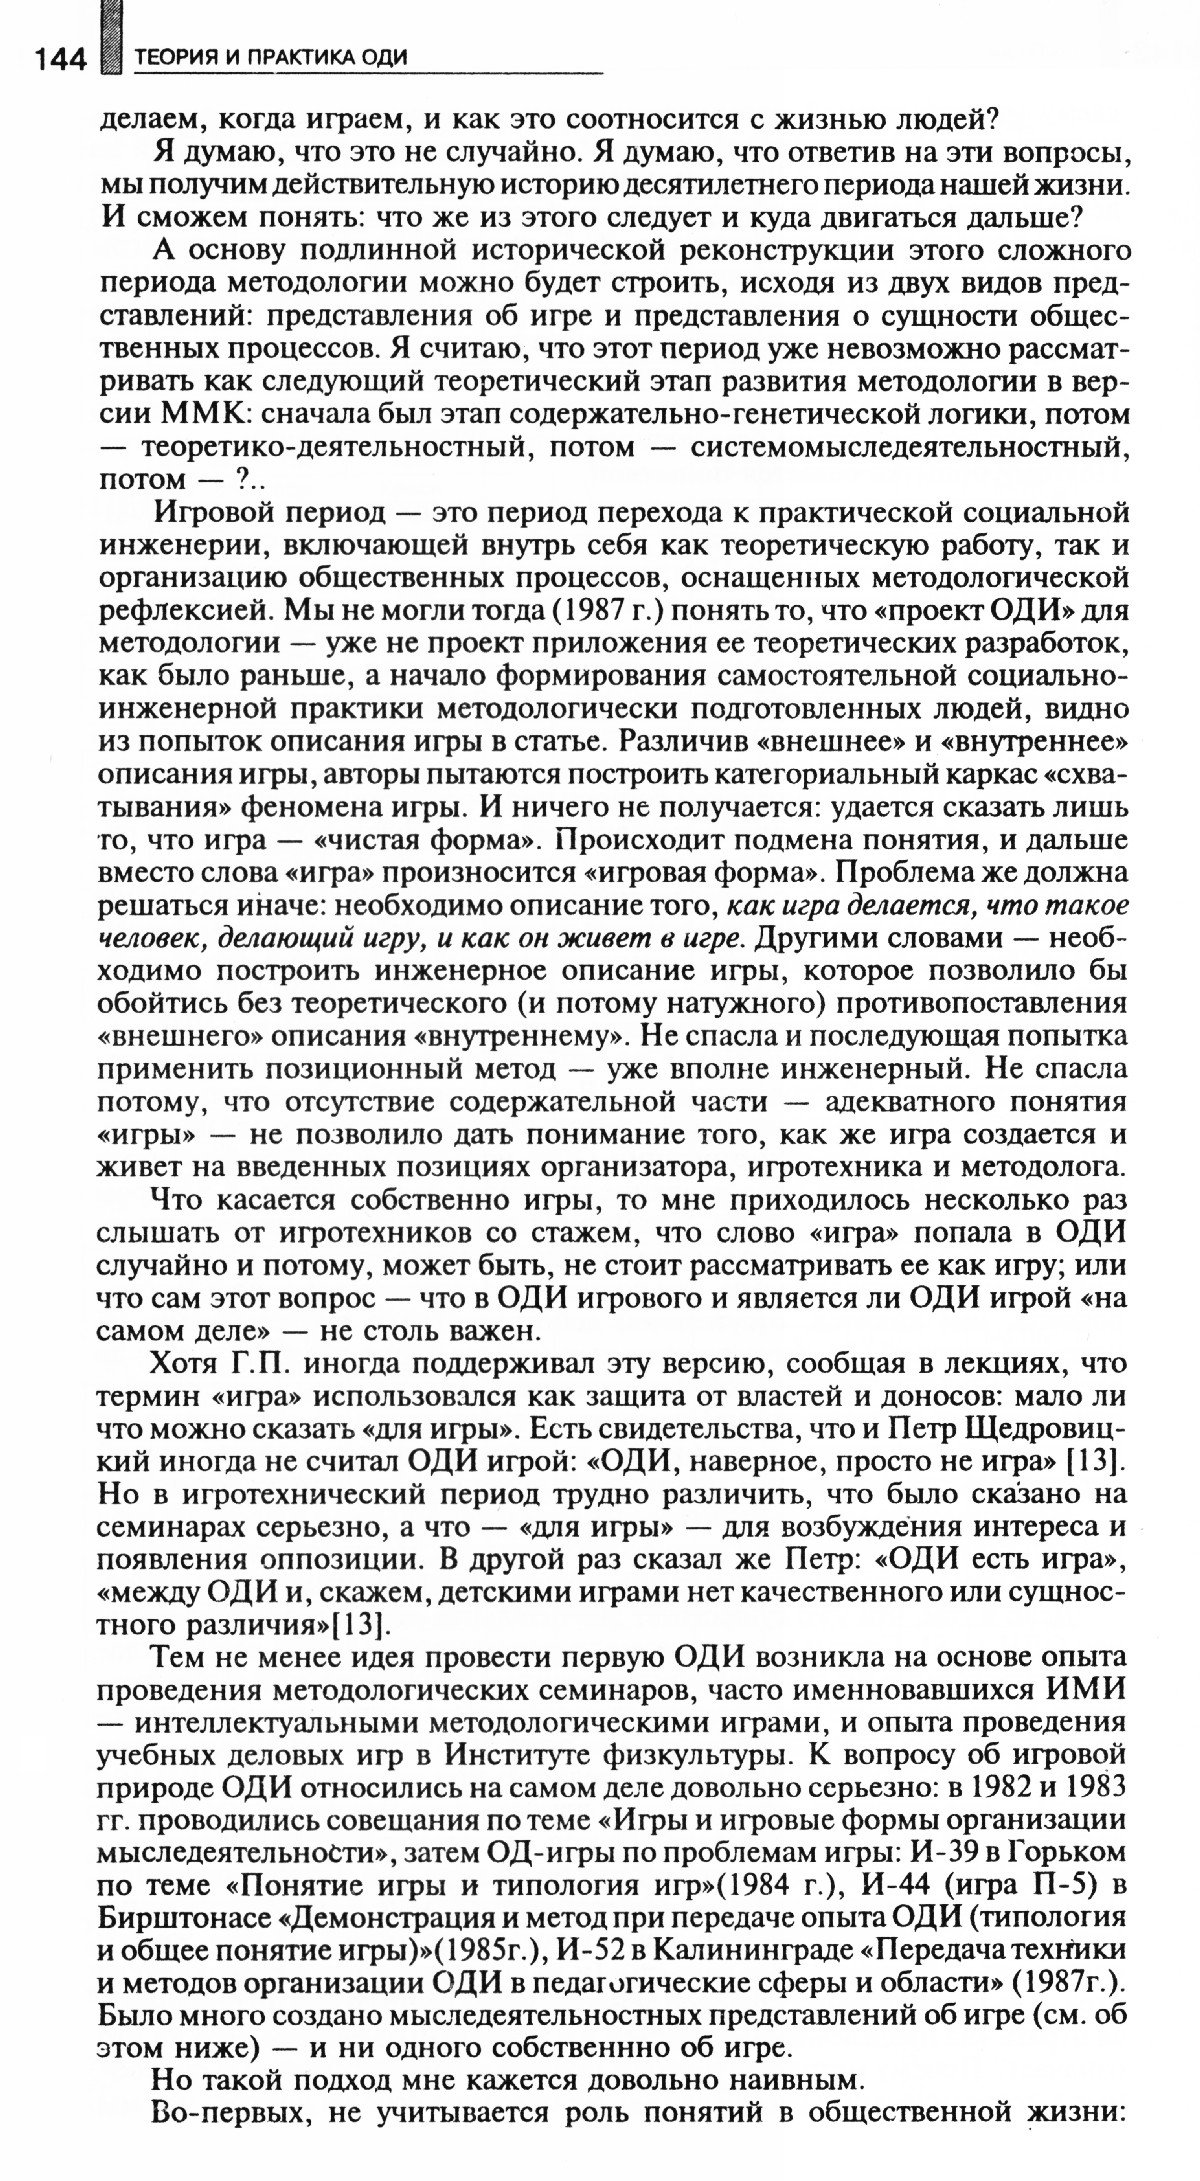 144 ТЕОРИЯ И ПРАКТИКА ОДИ
делаем, когда играем, и как это соотносится с жизнью людей?
Я думаю, что это не случайно. Я думаю, что ответив на эти вопросы,
мы получим действительную историю десятилетнего периода нашей жизни.
И сможем понять: что же из этого следует и куда двигаться дальше?
А основу подлинной исторической реконструкции этого сложного
периода методологии можно будет строить, исходя из двух видов пред-
ставлений: представления об игре и представления о сущности общес-
твенных процессов. Я считаю, что этот период уже невозможно рассмат-
ривать как следующий теоретический этап развития методологии в вер-
сии ММК: сначала был этап содержательно-генетической логики, потом
— теоретико-деятельностный, потом — системомыследеятельностный,
потом — ?..
Игровой период — это период перехода к практической социальной
инженерии, включающей внутрь себя как теоретическую работу, так и
организацию общественных процессов, оснащенных методологической
рефлексией. Мы не могли тогда (1987 г.) понять то, что «проект ОДИ» для
методологии — уже не проект приложения ее теоретических разработок,
как было раньше, а начало формирования самостоятельной социально-
инженерной практики методологически подготовленных людей, видно
из попыток описания игры в статье. Различив «внешнее» и «внутреннее»
описания игры, авторы пытаются построить категориальный каркас «схва-
тывания» феномена игры. И ничего не получается: удается сказать лишь
то, что игра — «чистая форма». Происходит подмена понятия, и дальше
вместо слова «игра» произносится «игровая форма». Проблема же должна
решаться иначе: необходимо описание того, как игра делается, что такое
человек, делающий игру, и как он живет в игре. Другими словами — необ-
ходимо построить инженерное описание игры, которое позволило бы
обойтись без теоретического (и потому натужного) противопоставления
«внешнего» описания «внутреннему». Не спасла и последующая попытка
применить позиционный метод — уже вполне инженерный. Не спасла
потому, что отсутствие содержательной части — адекватного понятия
«игры» — не позволило дать понимание того, как же игра создается и
живет на введенных позициях организатора, игротехника и методолога.
Что касается собственно игры, то мне приходилось несколько раз
слышать от игротехников со стажем, что слово «игра» попала в ОДИ
случайно и потому, может быть, не стоит рассматривать ее как игру; или
что сам этот вопрос — что в ОДИ игрового и является ли ОДИ игрой «на
самом деле» — не столь важен.
Хотя Г.П. иногда поддерживал эту версию, сообщая в лекциях, что
термин «игра» использовался как защита от властей и доносов: мало ли
что можно сказать «для игры». Есть свидетельства, что и Петр Щедровиц-
кий иногда не считал ОДИ игрой: «ОДИ, наверное, просто не игра» [13].
Но в игротехнический период трудно различить, что было сказано на
семинарах серьезно, а что — «для игры» — для возбуждения интереса и
появления оппозиции. В другой раз сказал же Петр: «ОДИ есть игра»,
«между ОДИ и, скажем, детскими играми нет качественного или сущнос-
тного различия»[13].
Тем не менее идея провести первую ОДИ возникла на основе опыта
проведения методологических семинаров, часто именновавшихся ИМИ
— интеллектуальными методологическими играми, и опыта проведения
учебных деловых игр в Институте физкультуры. К вопросу об игровой
природе ОДИ относились на самом деле довольно серьезно: в 1982 и 1983
гг. проводились совещания по теме «Игры и игровые формы организации
мыследеятельности», затем ОД-игры по проблемам игры: И-39 в Горьком
по теме «Понятие игры и типология игр»(1984 г.), И-44 (игра П-5) в
Бирштонасе «Демонстрация и метод при передаче опыта ОДИ (типология
и общее понятие игры)»(1985г.), И-52 в Калининграде «Передача техники
и методов организации ОДИ в педагогические сферы и области» (1987г.).
Было много создано мыследеятельностных представлений об игре (см. об
этом ниже) — и ни одного собственнно об игре.
Но такой подход мне кажется довольно наивным.
Во-первых, не учитывается роль понятий в общественной жизни: